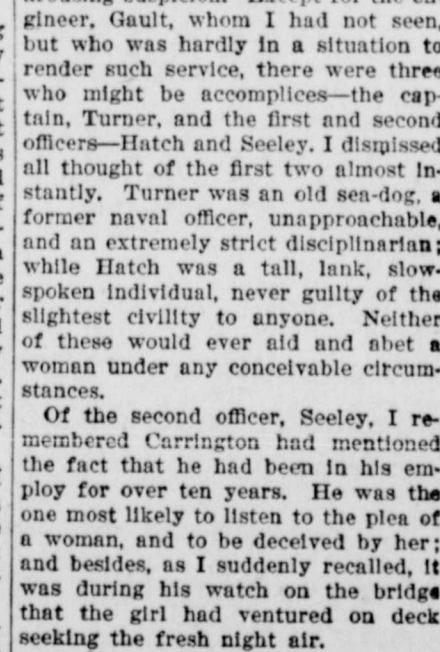 gineer, Gault, whom I had not seen,
but who was hardly in a situation to
render such service, there were three
who might be accomplices—the cap-
tain, Turner, and the first and second
officers—Hatch and Seeley. I dismissed
all thought of the first two almost in-
stantly. Turner was an old sea-dog, a
former naval officer, unapproachable,
and an extremely strict disciplinarian;
while Hatch was a tall, lank, slow-
spoken individual, never guilty of the
slightest civility to anyone. Neither
of these would ever aid and abet a
woman under any conceivable circum-
stances.
Of the second officer, Seeley, I re-
membered Carrington had mentioned
the fact that he had been in his em-
ploy for over ten years. He was the
one most likely to listen to the plea of
a woman, and to be deceived by her;
and besides, as I suddenly recalled, it
was during his watch on the bridge
that the girl had ventured on deck
seeking the fresh night air.